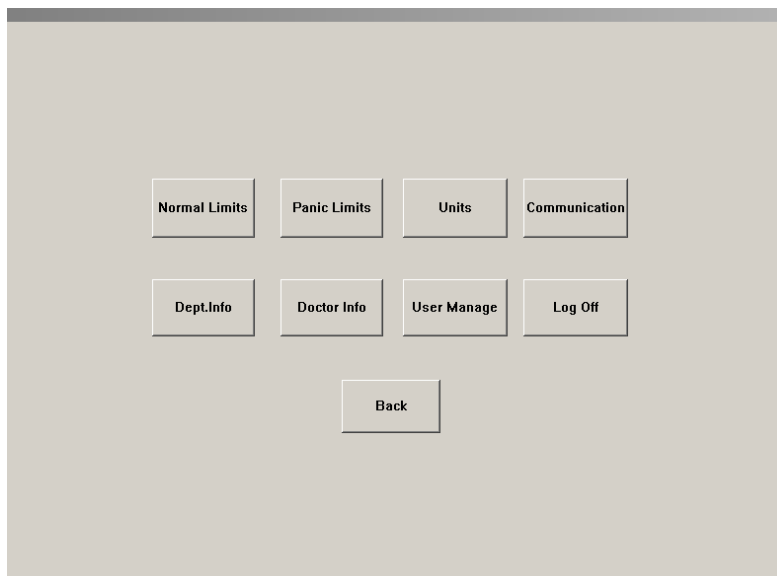 Normal Limits
Panic Limits
Units
Communication
Dept.Info
Doctor Info
User Manage
Log Off
Back